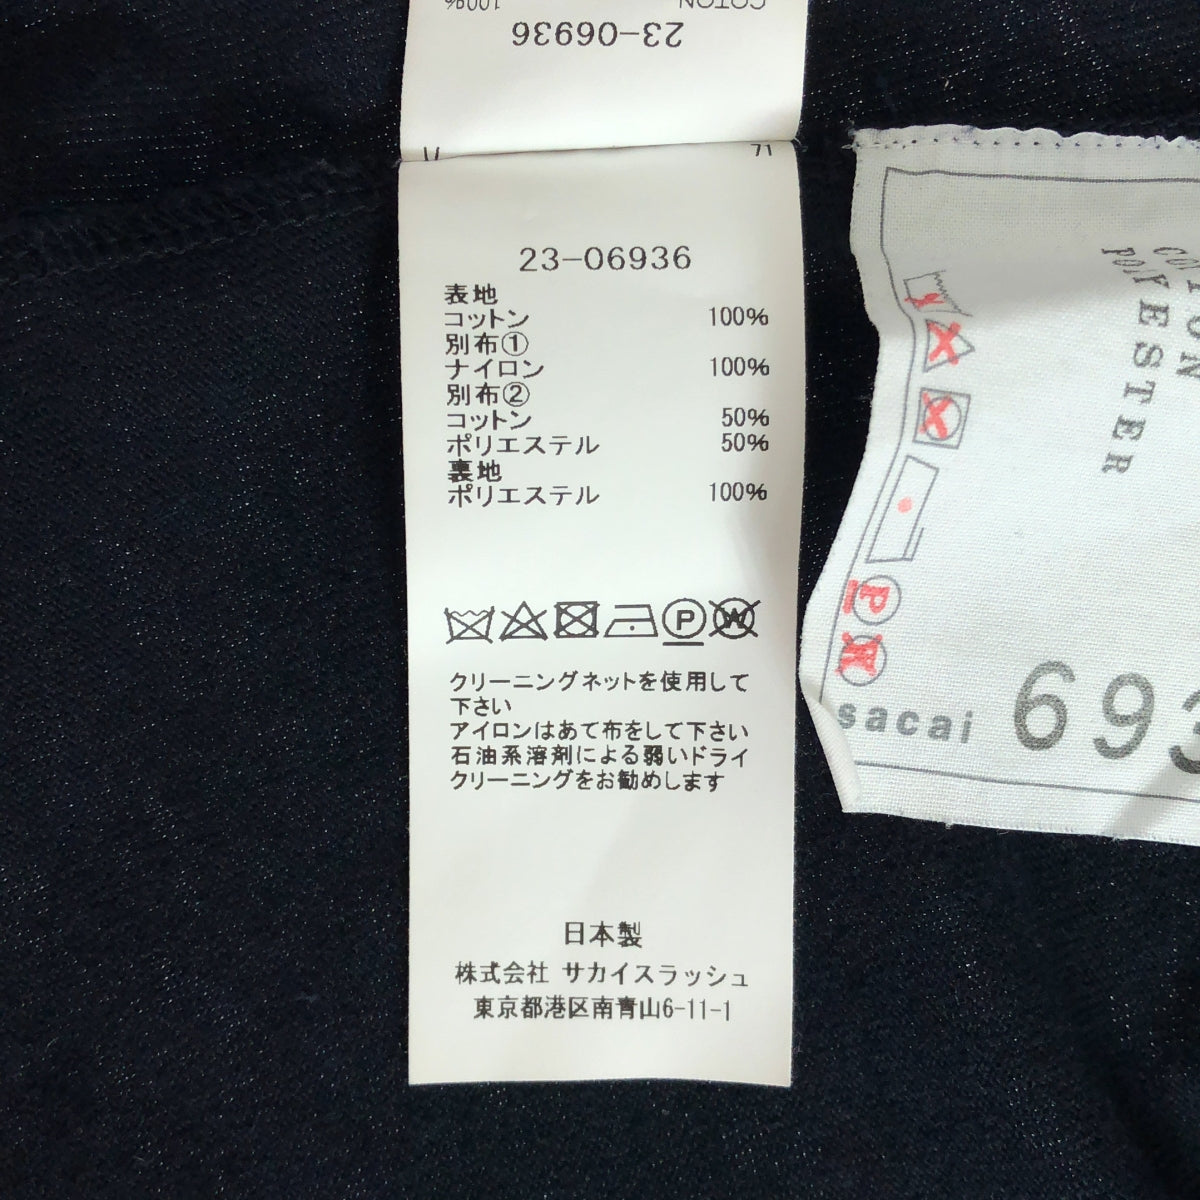 COTON 100%
23-06936
71
23-06936
表地
コットン 100%
別布①
ナイロン 100%
別布②
コットン 50%
ポリエステル 50%
裏地
ポリエステル 100%
P W
クリーニングネットを使用して
下さい
アイロンはあて布をして下さい
石油系溶剤による弱いドライ
クリーニングをお勧めします
日本製
株式会社 サカイスラッシュ
東京都港区南青山6-11-1
POLYESTER
P
W
sacai 693